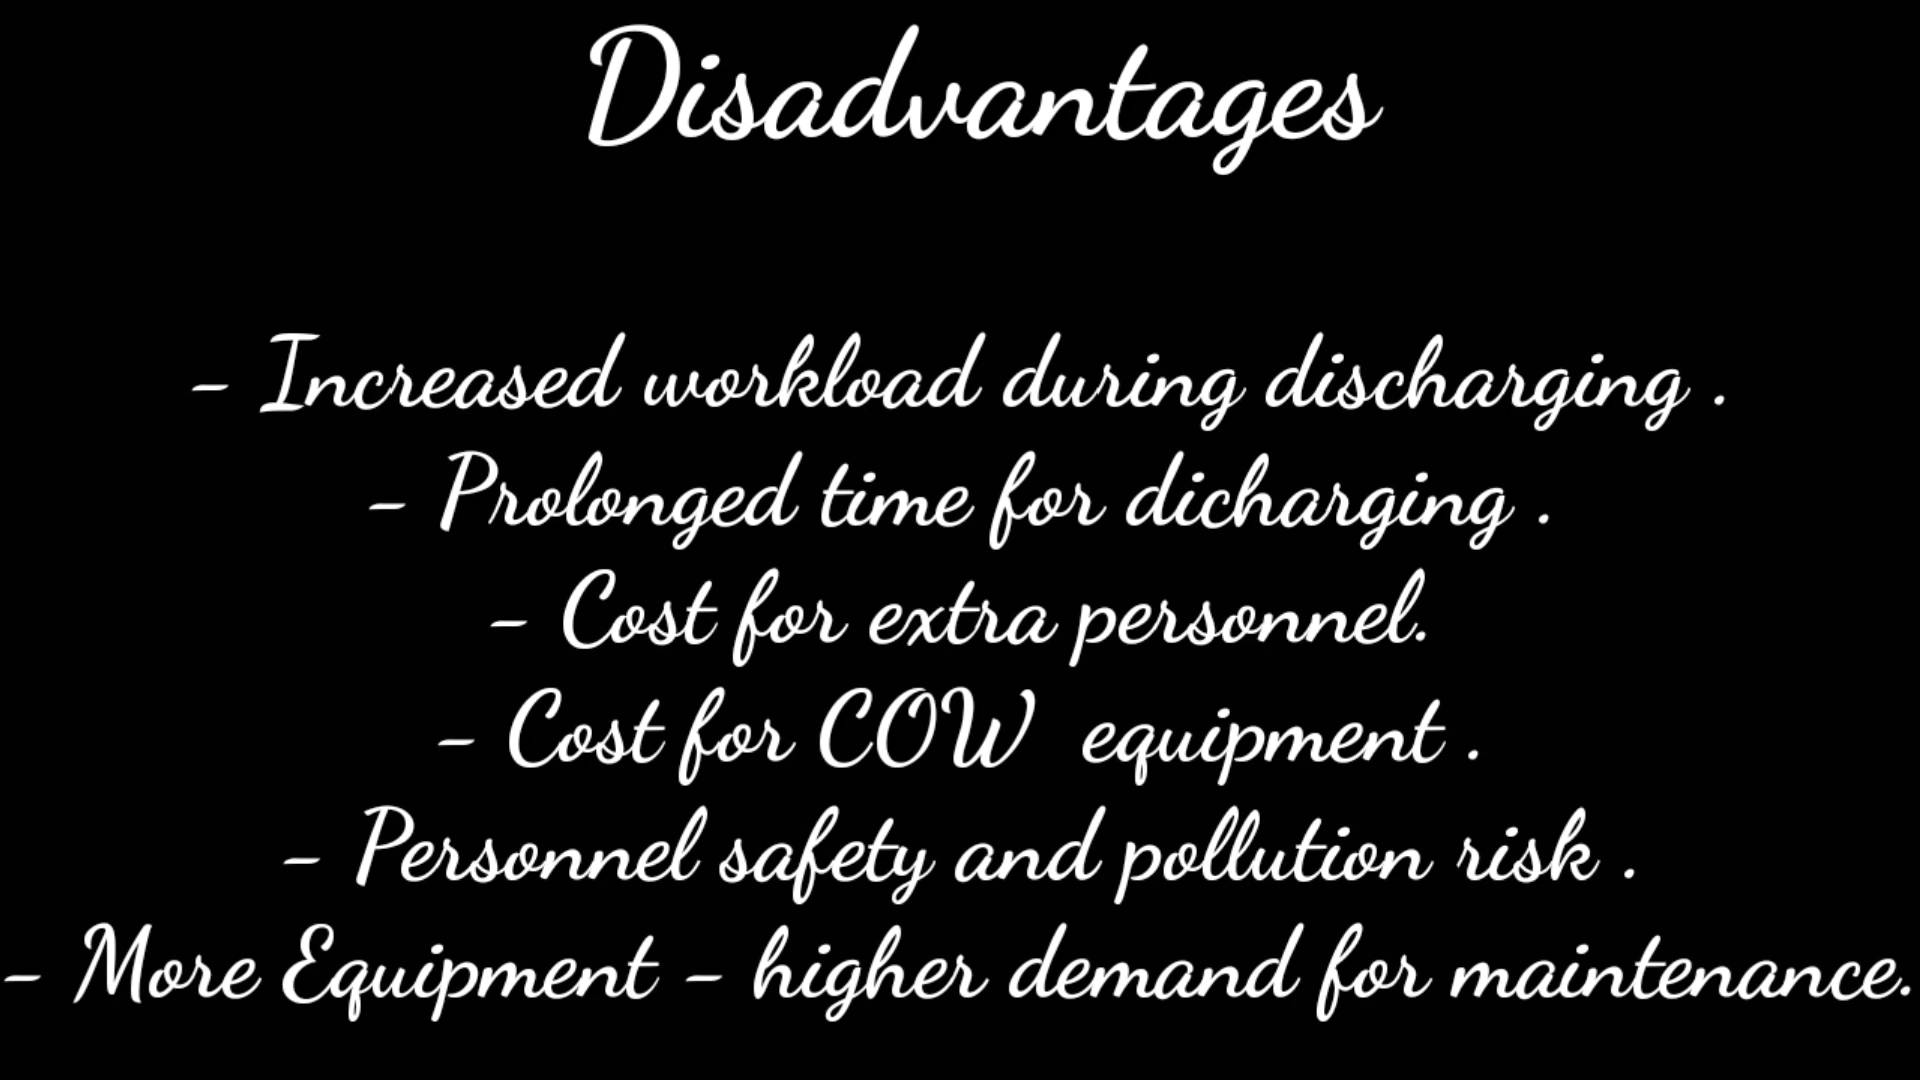 Disadvantages
- Increased workload during discharging .
- Prolonged time for dicharging .
- Cost for extra personnel.
- Cost for COW  equipment .
- Personnel safety and pollution risk .
- More Equipment - higher demand for maintenance.